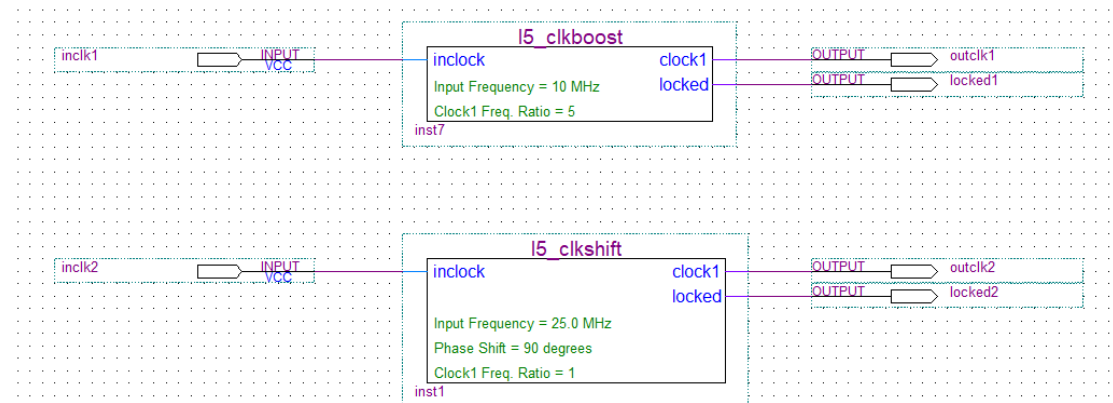 l5_clkboost
inclk1 INPUT VCC inclock clock1 OUTPUT outclk1
Input Frequency = 10 MHz locked OUTPUT locked1
Clock1 Freq. Ratio = 5
inst7
l5_clkshift
inclk2 INPUT VCC inclock clock1 OUTPUT outclk2
locked OUTPUT locked2
Input Frequency = 25.0 MHz
Phase Shift = 90 degrees
Clock1 Freq. Ratio = 1
inst1